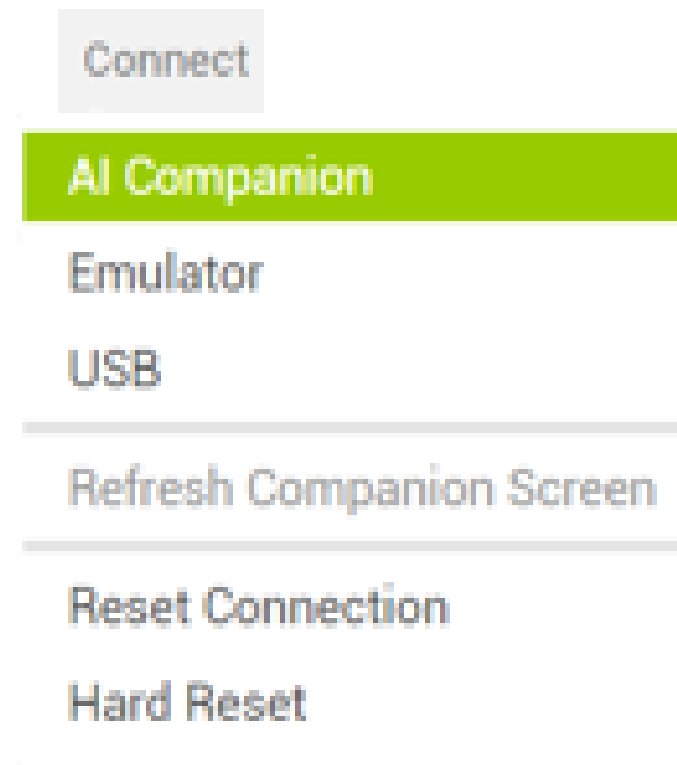 Connect
AI Companion
Emulator
USB
Refresh Companion Screen
Reset Connection
Hard Reset